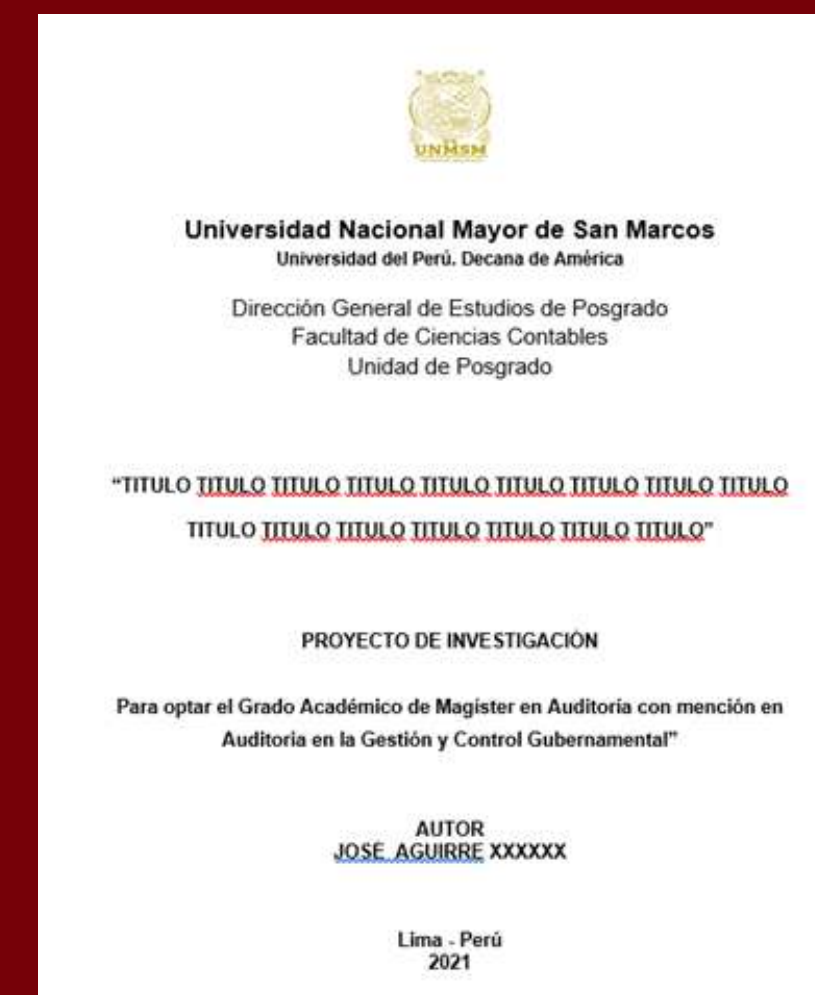 UNMSM
Universidad Nacional Mayor de San Marcos
Universidad del Perú. Decana de América
Dirección General de Estudios de Posgrado
Facultad de Ciencias Contables
Unidad de Posgrado
“TITULO TITULO TITULO TITULO TITULO TITULO TITULO TITULO TITULO
TITULO TITULO TITULO TITULO TITULO TITULO TITULO”
PROYECTO DE INVESTIGACIÓN
Para optar el Grado Académico de Magíster en Auditoria con mención en
Auditoria en la Gestión y Control Gubernamental”
AUTOR
JOSÉ AGUIRRE XXXXXX
Lima - Perú
2021